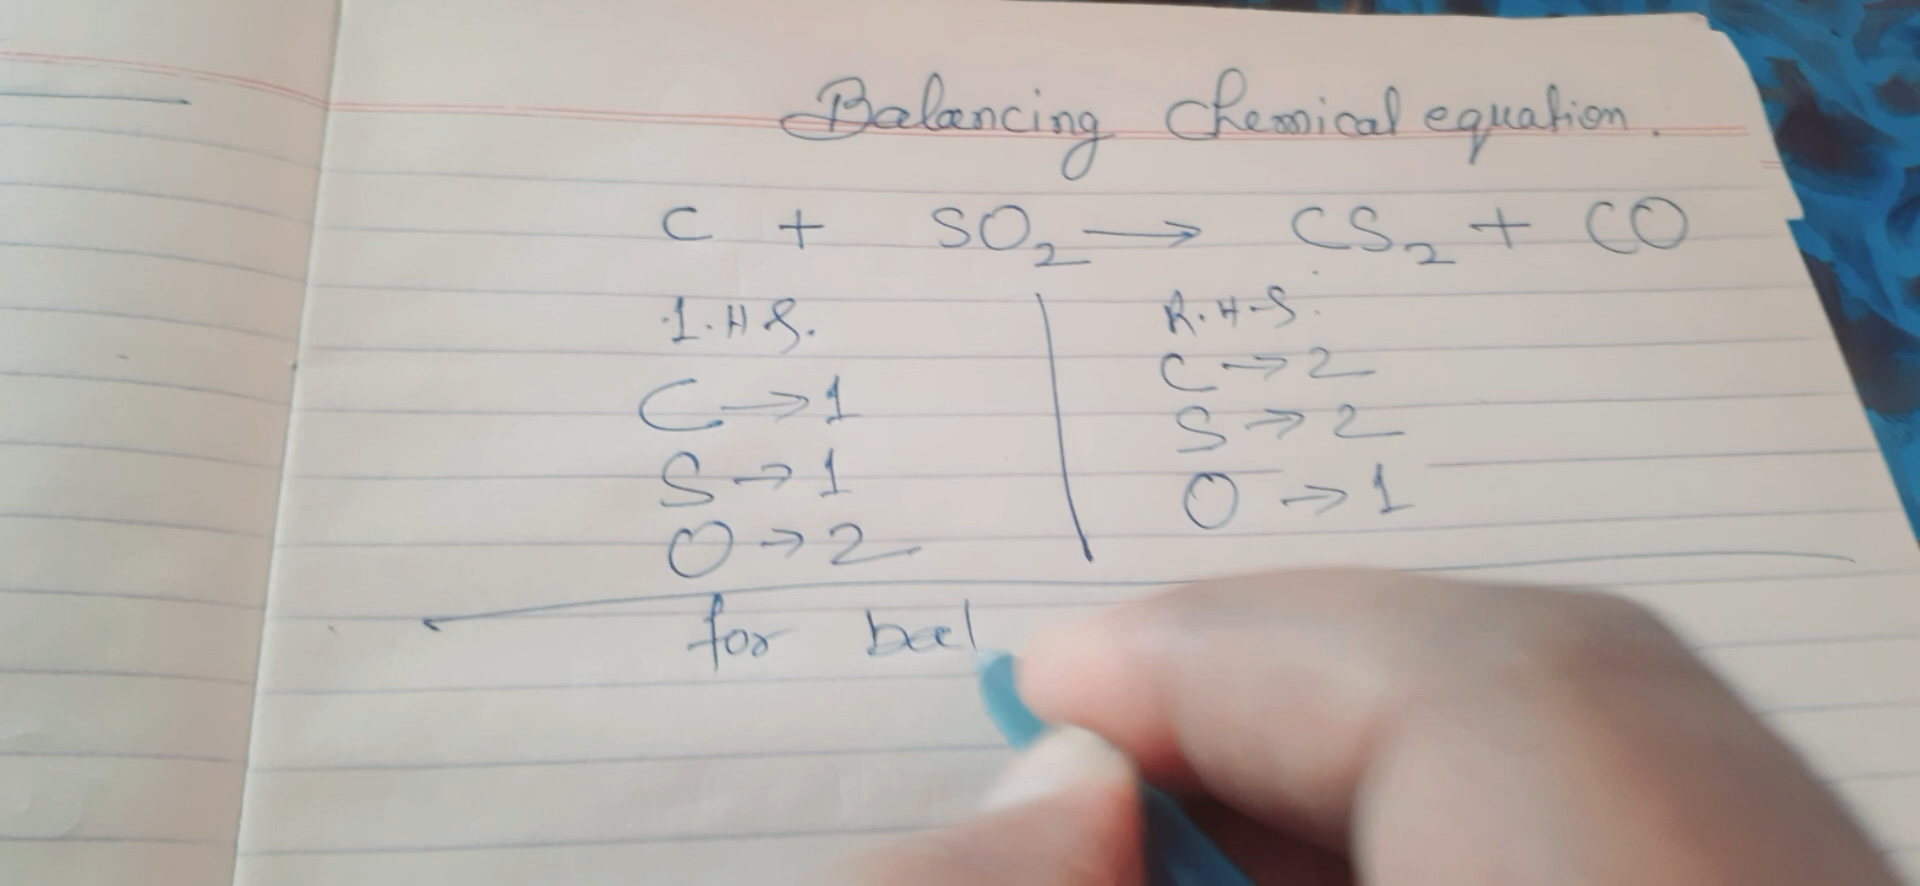 Balancing Chemical equation.
C + SO₂ → CS₂ + CO
L.H.S.
C → 1
S → 1
O → 2
R.H.S.
C → 2
S → 2
O → 1
for bal